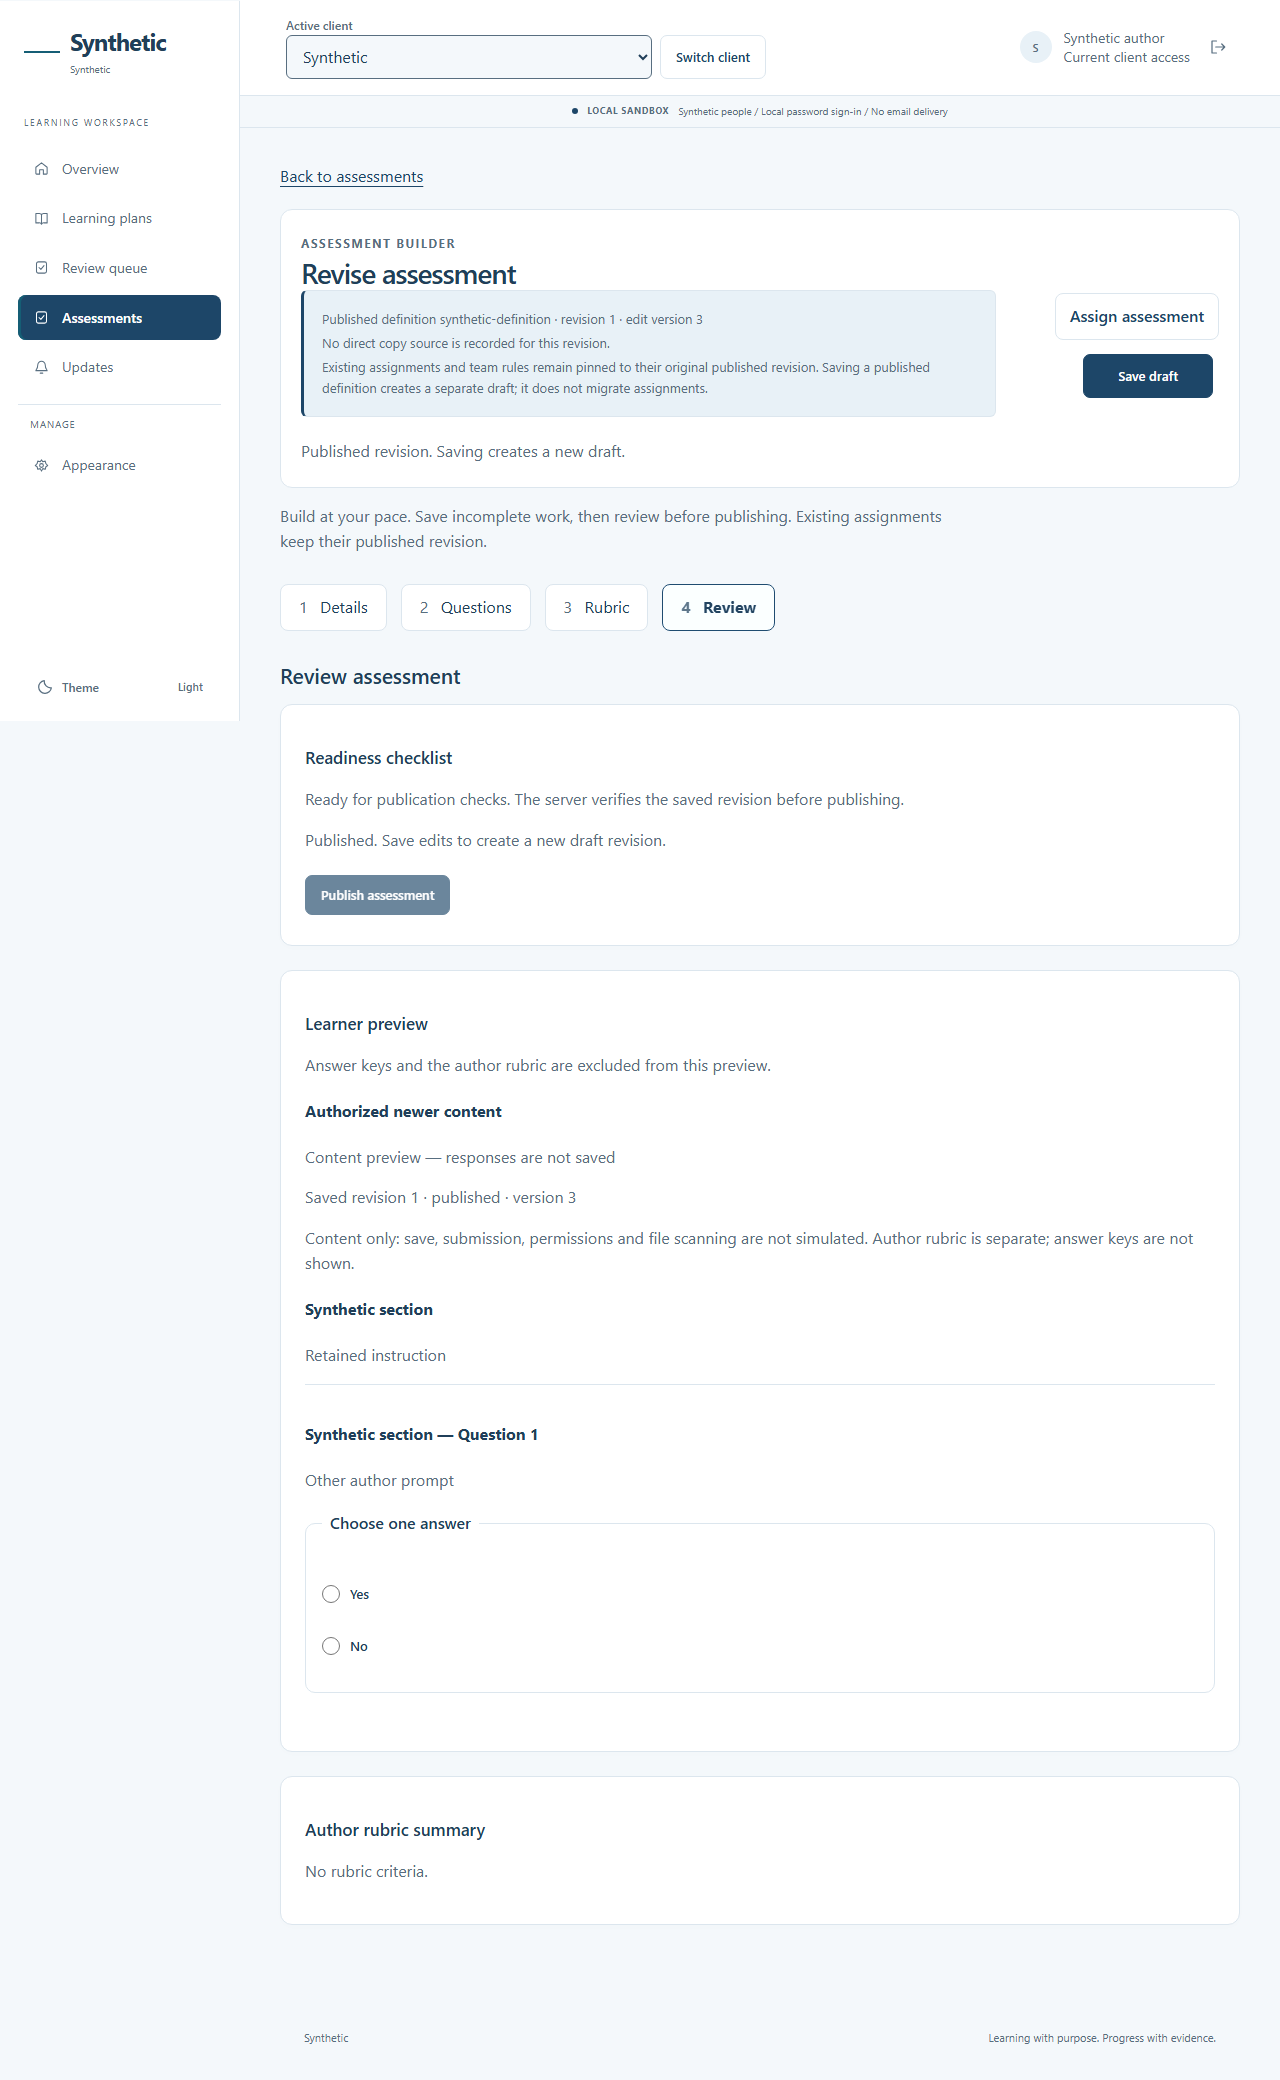 Synthetic
Synthetic
LEARNING WORKSPACE
Overview
Learning plans
Review queue
Assessments
Updates
MANAGE
Appearance
Theme Light
Active client
Synthetic
Switch client
S
Synthetic author
Current client access
LOCAL SANDBOX Synthetic people / Local password sign-in / No email delivery
Back to assessments
ASSESSMENT BUILDER
Revise assessment
Published definition synthetic-definition · revision 1 · edit version 3
No direct copy source is recorded for this revision.
Existing assignments and team rules remain pinned to their original published revision. Saving a published
definition creates a separate draft; it does not migrate assignments.
Published revision. Saving creates a new draft.
Assign assessment
Save draft
Build at your pace. Save incomplete work, then review before publishing. Existing assignments
keep their published revision.
1 Details
2 Questions
3 Rubric
4 Review
Review assessment
Readiness checklist
Ready for publication checks. The server verifies the saved revision before publishing.
Published. Save edits to create a new draft revision.
Publish assessment
Learner preview
Answer keys and the author rubric are excluded from this preview.
Authorized newer content
Content preview — responses are not saved
Saved revision 1 · published · version 3
Content only: save, submission, permissions and file scanning are not simulated. Author rubric is separate; answer keys are not
shown.
Synthetic section
Retained instruction
Synthetic section — Question 1
Other author prompt
Choose one answer
Yes
No
Author rubric summary
No rubric criteria.
Synthetic
Learning with purpose. Progress with evidence.